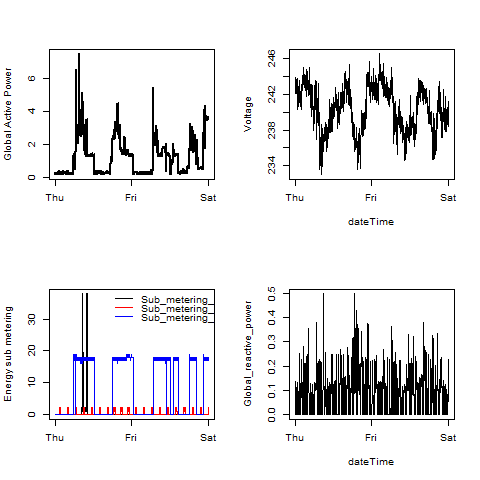 Global Active Power
0 2 4 6
Thu Fri Sat
Voltage
234 238 242 246
Thu Fri Sat
dateTime
Energy sub metering
0 10 20 30
Thu Fri Sat
Sub_metering_
Sub_metering_
Sub_metering_
Global_reactive_power
0.0 0.1 0.2 0.3 0.4 0.5
Thu Fri Sat
dateTime